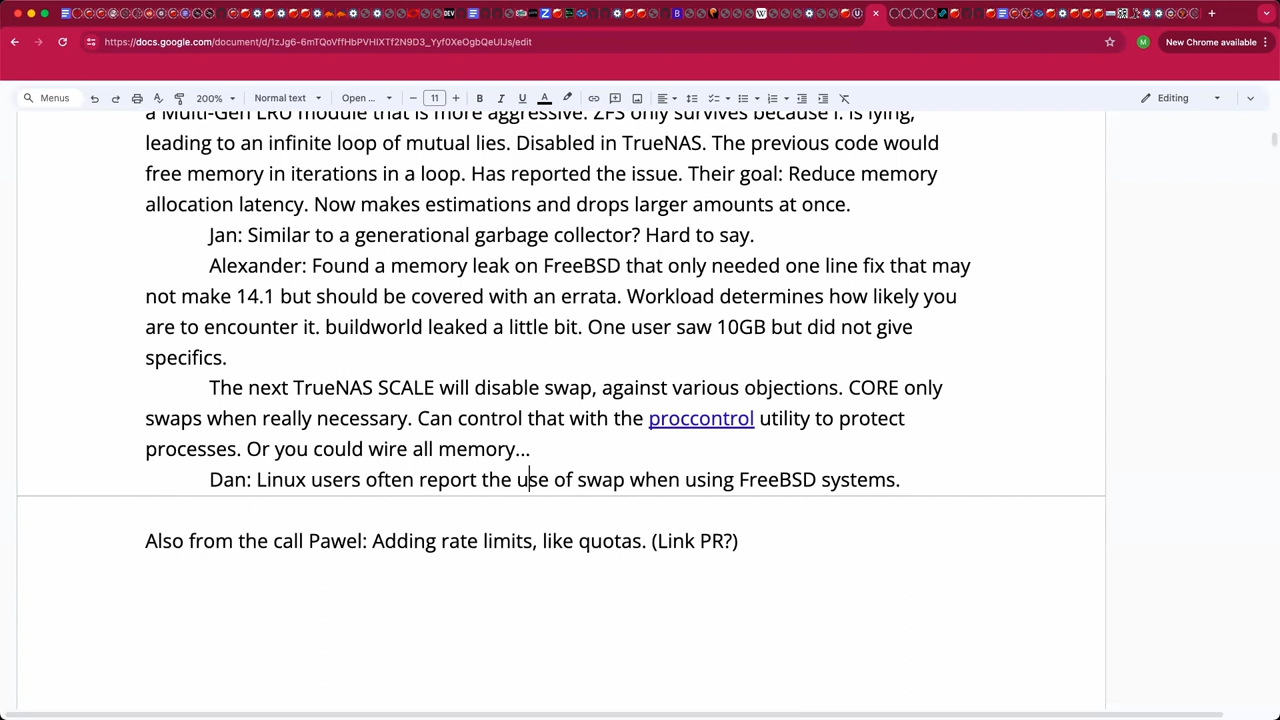 https://docs.google.com/document/d/1zJg6-6mTQoVffHbPVHIXTf2N9D3_Yyf0XeOgbQeUIJs/edit
M
New Chrome available
Menus
200%
Normal text
Open ...
11
Editing
a Multi-Gen LRU module that is more aggressive. ZFS only survives because it is lying,
leading to an infinite loop of mutual lies. Disabled in TrueNAS. The previous code would
free memory in iterations in a loop. Has reported the issue. Their goal: Reduce memory
allocation latency. Now makes estimations and drops larger amounts at once.
Jan: Similar to a generational garbage collector? Hard to say.
Alexander: Found a memory leak on FreeBSD that only needed one line fix that may
not make 14.1 but should be covered with an errata. Workload determines how likely you
are to encounter it. buildworld leaked a little bit. One user saw 10GB but did not give
specifics.
The next TrueNAS SCALE will disable swap, against various objections. CORE only
swaps when really necessary. Can control that with the proccontrol utility to protect
processes. Or you could wire all memory...
Dan: Linux users often report the use of swap when using FreeBSD systems.
Also from the call Pawel: Adding rate limits, like quotas. (Link PR?)